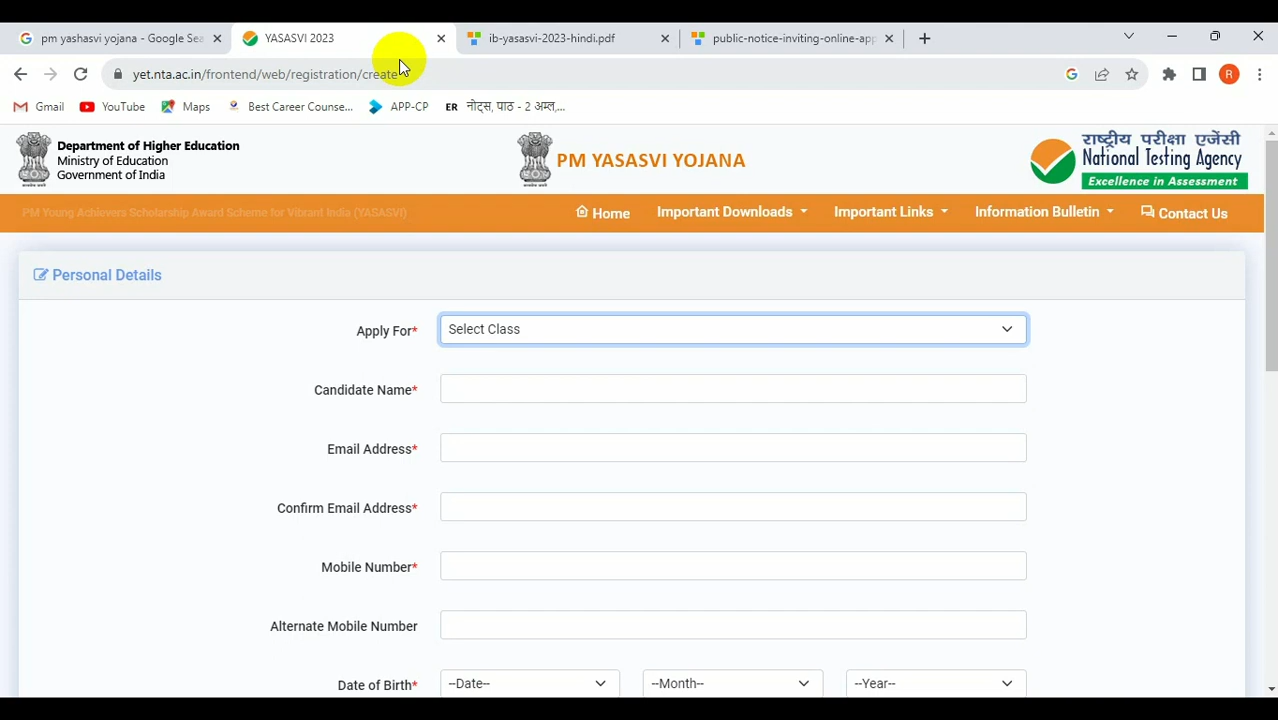 pm yashasvi yojana - Google Sea
YASASVI 2023
ib-yasasvi-2023-hindi.pdf
public-notice-inviting-online-app
yet.nta.ac.in/frontend/web/registration/create
R
Gmail
YouTube
Maps
Best Career Counse...
APP-CP
ER नोट्स, पाठ - 2 अम्ल,...
Department of Higher Education
Ministry of Education
Government of India
PM YASASVI YOJANA
राष्ट्रीय परीक्षा एजेंसी
National Testing Agency
Excellence in Assessment
PM Young Achievers Scholarship Award Scheme for Vibrant India (YASASVI)
Home
Important Downloads
Important Links
Information Bulletin
Contact Us
Personal Details
Apply For*
Select Class
Candidate Name*
Email Address*
Confirm Email Address*
Mobile Number*
Alternate Mobile Number
Date of Birth*
--Date--
--Month--
--Year--